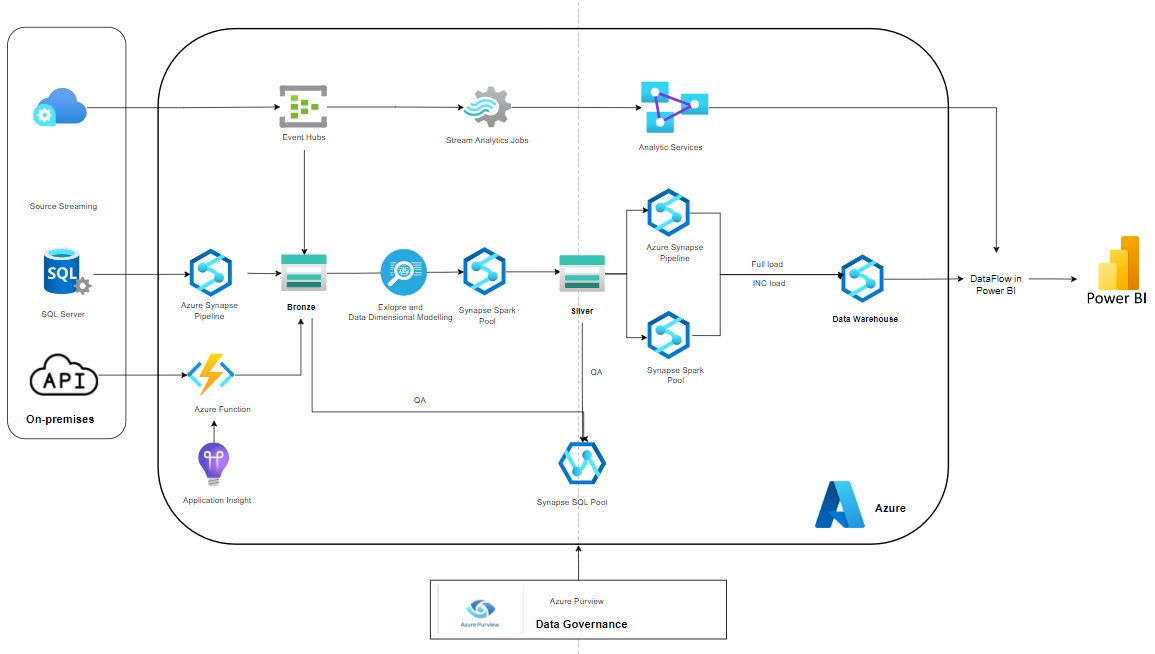 Event Hubs
Stream Analytics Jobs
Analytic Services
Source Streaming
SQL
SQL Server
Azure Synapse
Pipeline
Bronze
Exlopre and
Data Dimensional Modelling
Synapse Spark
Pool
Silver
Azure Synapse
Pipeline
Full load
INC load
Synapse Spark
Pool
Data Warehouse
DataFlow in
Power BI
Power BI
API
On-premises
Azure Function
Application Insight
QA
QA
Synapse SQL Pool
Azure
Azure Purview
Azure Purview
Data Governance